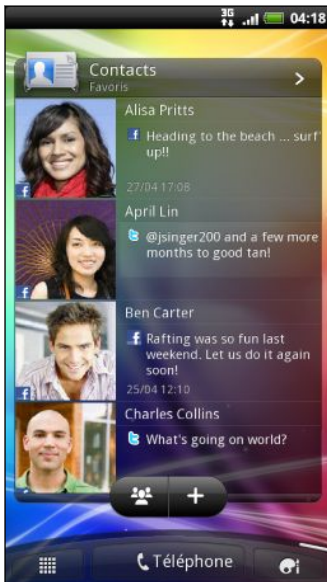 3G
04:18
Contacts
Favoris
Alisa Pritts
Heading to the beach ... surf
up!!
27/04 17:08
April Lin
@jsinger200 and a few more
months to good tan!
Ben Carter
Rafting was so fun last
weekend. Let us do it again
soon!
25/04 12:10
Charles Collins
What's going on world?
Téléphone